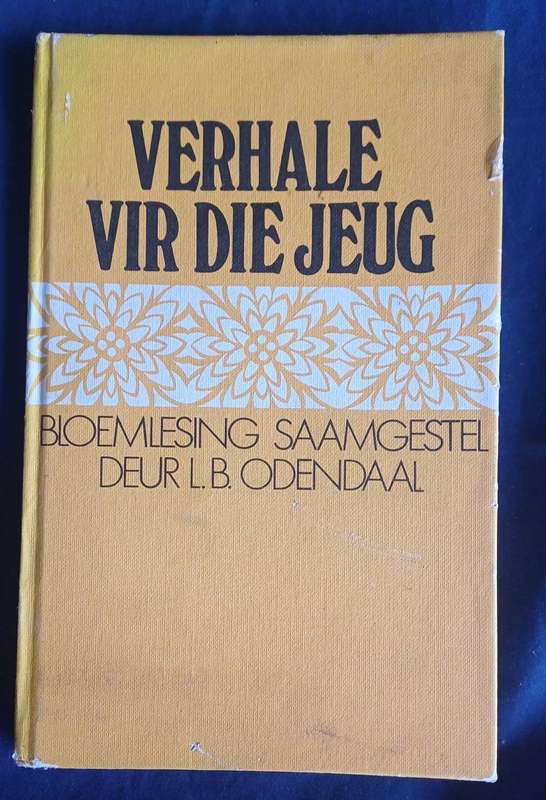 VERHALE
VIR DIE JEUG
BLOEMLESING SAAMGESTEL
DEUR L. B. ODENDAAL